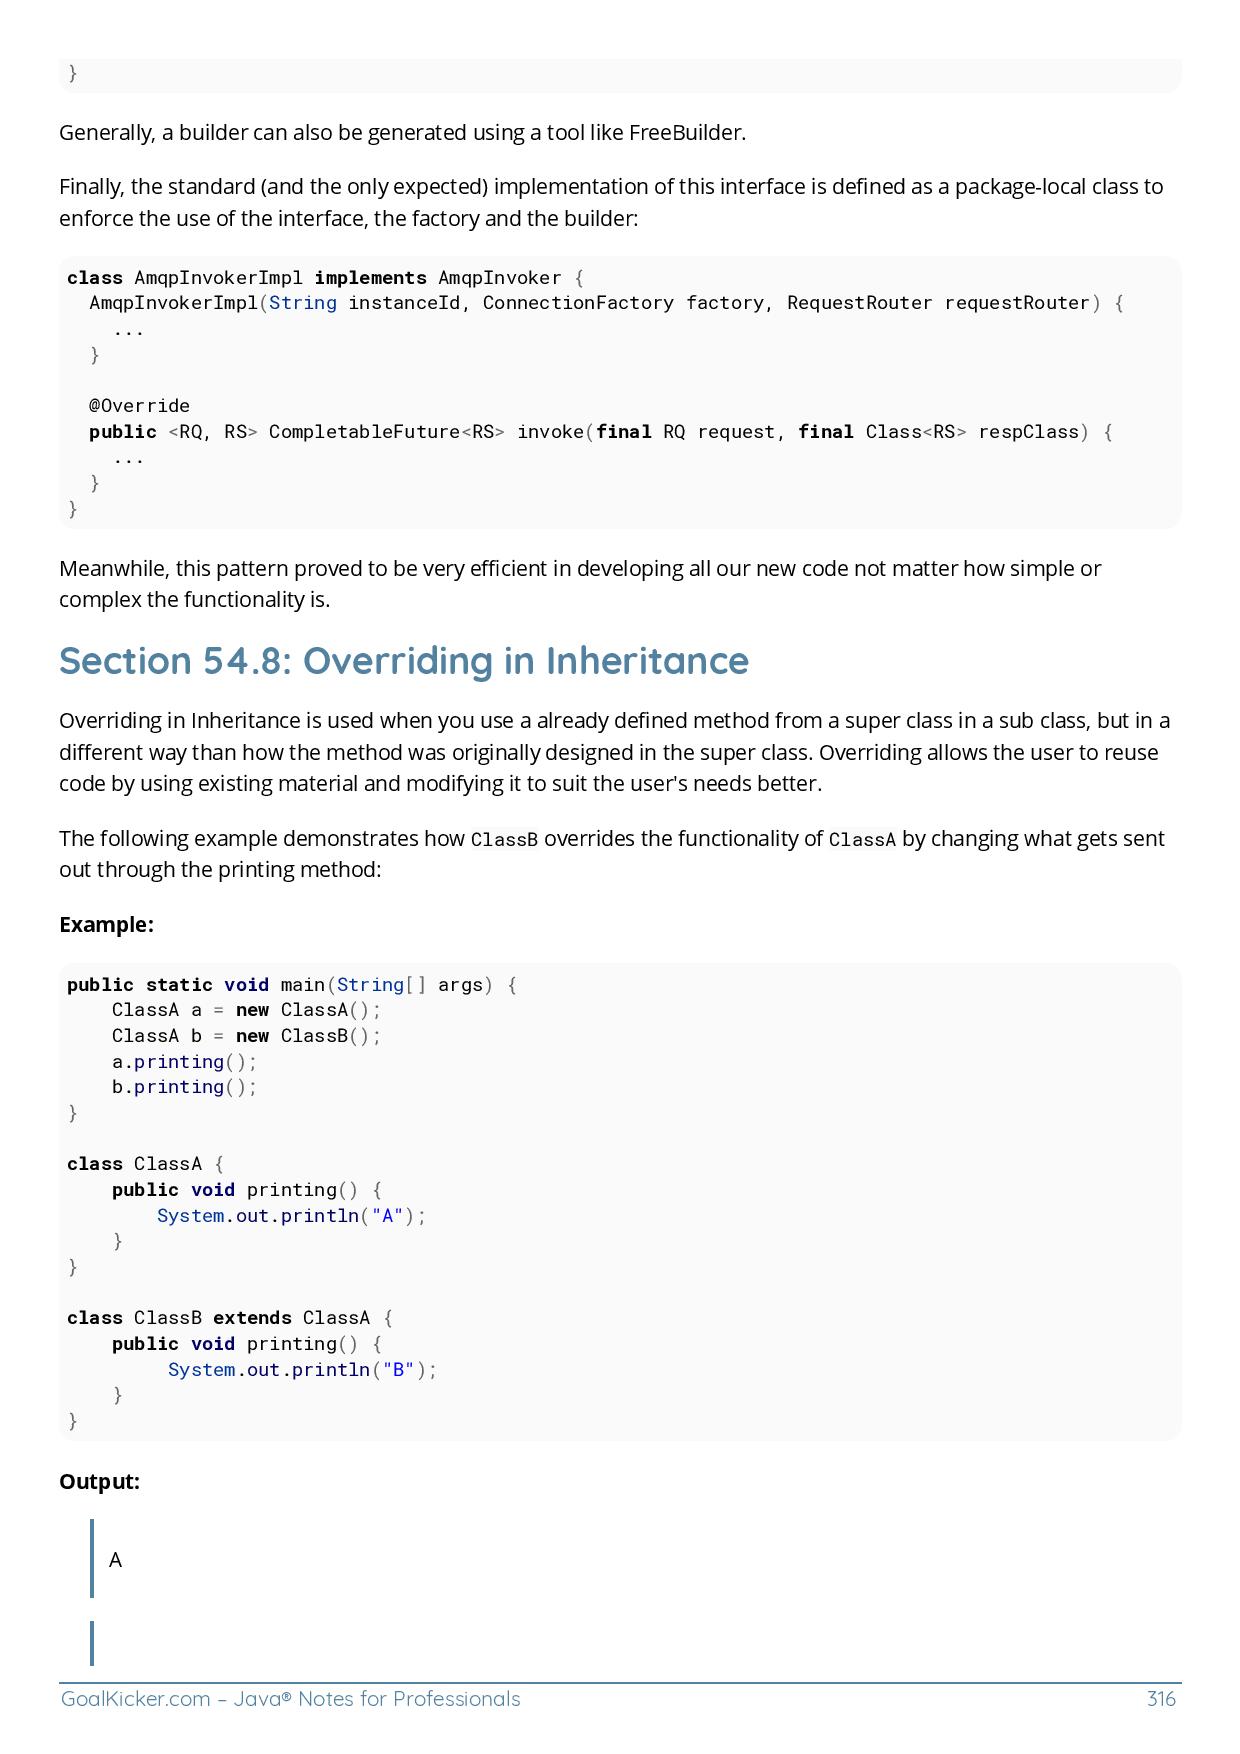 }
Generally, a builder can also be generated using a tool like FreeBuilder.
Finally, the standard (and the only expected) implementation of this interface is defined as a package-local class to
enforce the use of the interface, the factory and the builder:
class AmqpInvokerImpl implements AmqpInvoker {
  AmqpInvokerImpl(String instanceId, ConnectionFactory factory, RequestRouter requestRouter) {
    ...
  }
  @Override
  public <RQ, RS> CompletableFuture<RS> invoke(final RQ request, final Class<RS> respClass) {
    ...
  }
}
Meanwhile, this pattern proved to be very efficient in developing all our new code not matter how simple or
complex the functionality is.
Section 54.8: Overriding in Inheritance
Overriding in Inheritance is used when you use a already defined method from a super class in a sub class, but in a
different way than how the method was originally designed in the super class. Overriding allows the user to reuse
code by using existing material and modifying it to suit the user's needs better.
The following example demonstrates how ClassB overrides the functionality of ClassA by changing what gets sent
out through the printing method:
Example:
public static void main(String[] args) {
    ClassA a = new ClassA();
    ClassA b = new ClassB();
    a.printing();
    b.printing();
}
class ClassA {
    public void printing() {
        System.out.println("A");
    }
}
class ClassB extends ClassA {
    public void printing() {
         System.out.println("B");
    }
}
Output:
A
GoalKicker.com – Java® Notes for Professionals 316